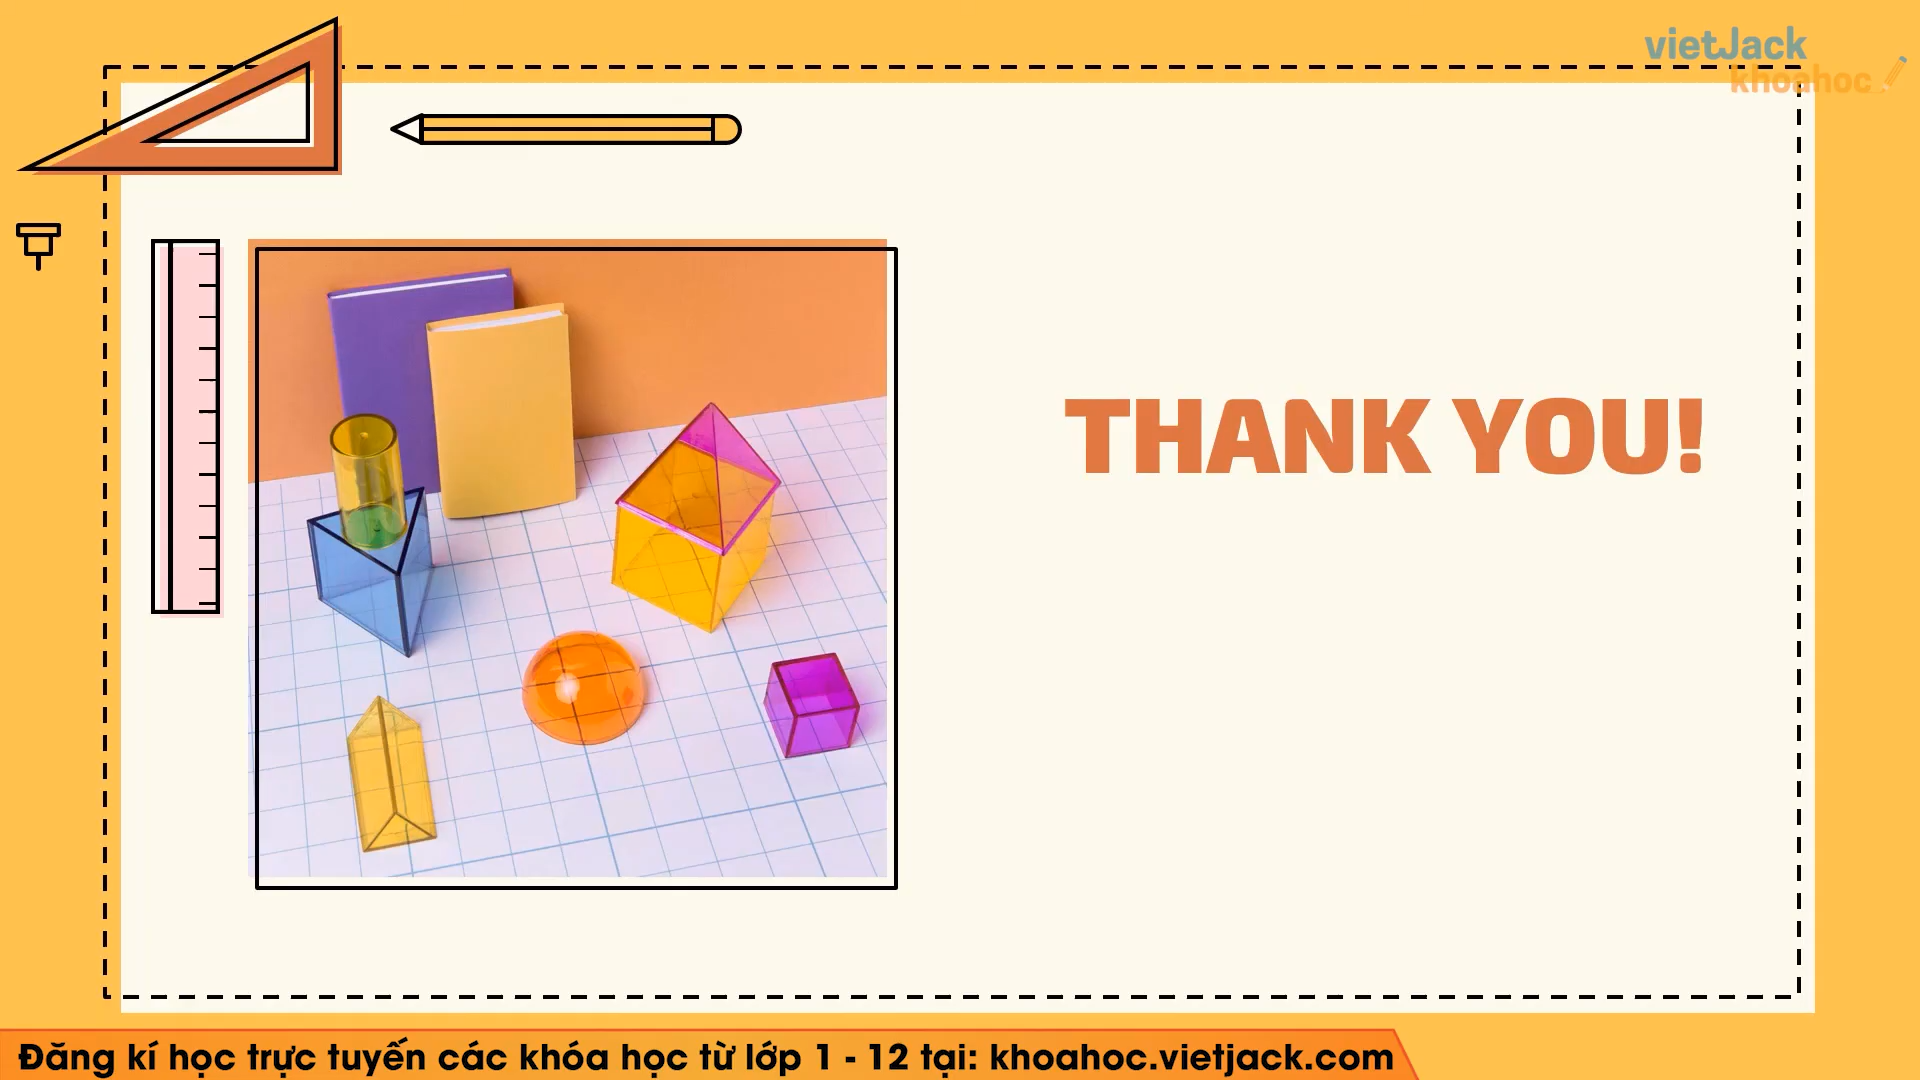 vietJack
khoahoc
THANK YOU!
Đăng kí học trực tuyến các khóa học từ lớp 1 - 12 tại: khoahoc.vietjack.com